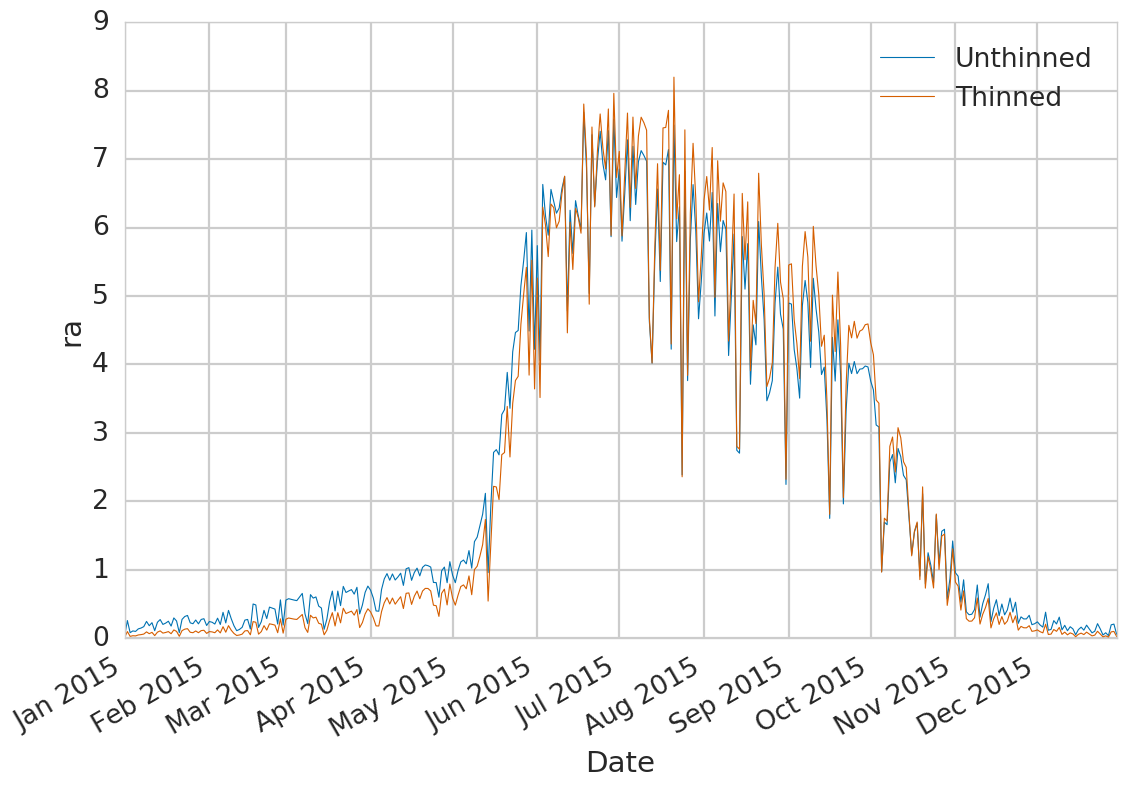 9
8
7
6
5
4
3
2
1
0
ra
Unthinned
Thinned
Jan 2015
Feb 2015
Mar 2015
Apr 2015
May 2015
Jun 2015
Jul 2015
Aug 2015
Sep 2015
Oct 2015
Nov 2015
Dec 2015
Date